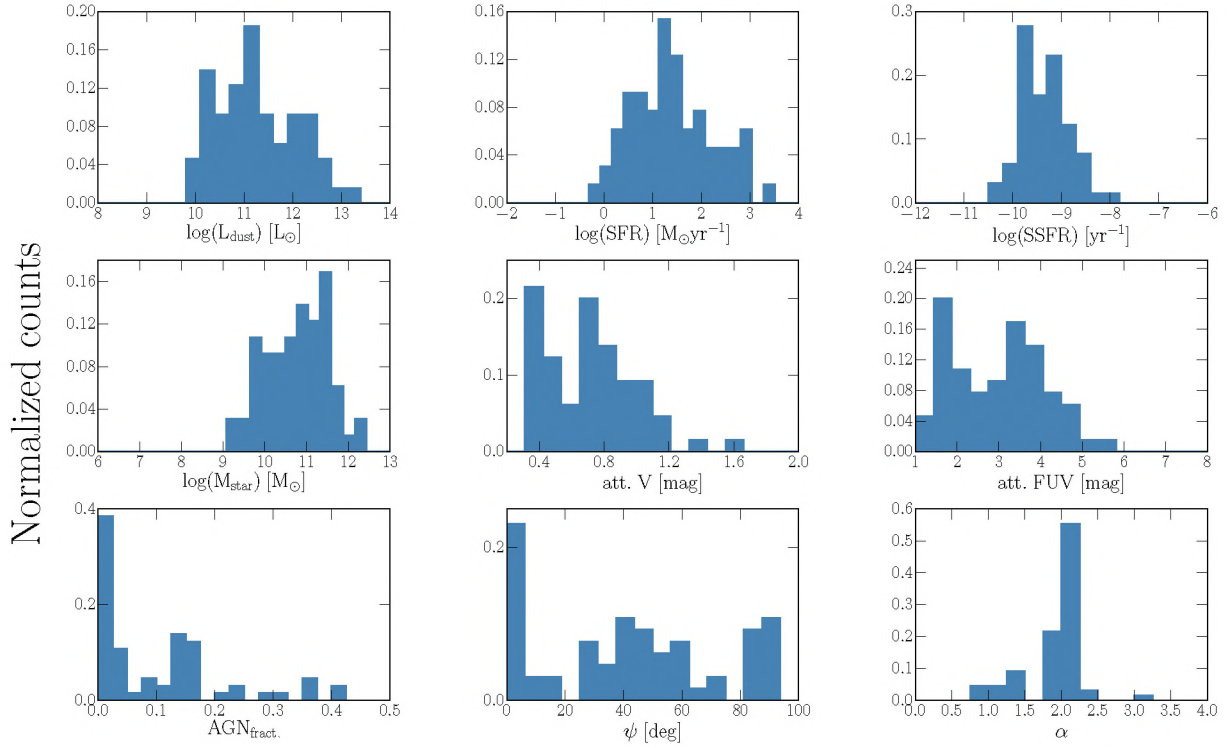 Normalized counts
0.20
0.16
0.12
0.08
0.04
0.00
8 9 10 11 12 13 14
log(L_dust) [L_⊙]
0.16
0.12
0.08
0.04
0.00
−2 −1 0 1 2 3 4
log(SFR) [M_⊙yr⁻¹]
0.3
0.2
0.1
0.0
−12 −11 −10 −9 −8 −7 −6
log(SSFR) [yr⁻¹]
0.16
0.12
0.08
0.04
0.00
6 7 8 9 10 11 12 13
log(M_star) [M_⊙]
0.2
0.1
0.0
0.4 0.8 1.2 1.6 2.0
att. V [mag]
0.24
0.20
0.16
0.12
0.08
0.04
0.00
1 2 3 4 5 6 7 8
att. FUV [mag]
0.4
0.2
0.0
0.0 0.1 0.2 0.3 0.4 0.5
AGN_fract.
0.2
0.0
0 20 40 60 80 100
ψ [deg]
0.6
0.5
0.4
0.3
0.2
0.1
0.0
0.0 0.5 1.0 1.5 2.0 2.5 3.0 3.5 4.0
α